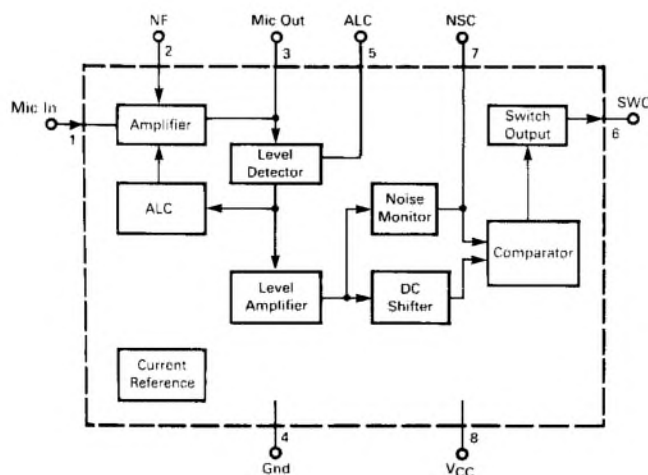 NF
Mic Out
ALC
NSC
2
3
5
7
Mic In
1
Amplifier
Switch
Output
SWO
6
Level
Detector
ALC
Noise
Monitor
Comparator
Level
Amplifier
DC
Shifter
Current
Reference
4
8
Gnd
VCC